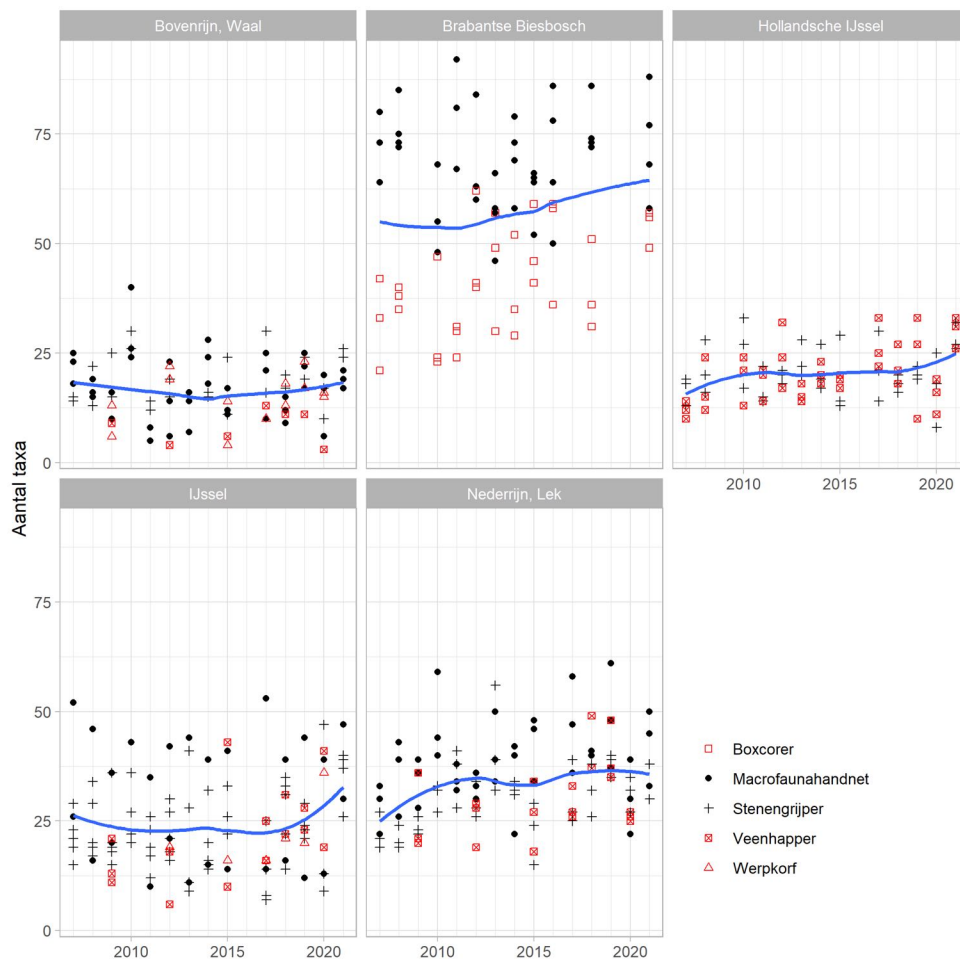 Bovenrijn, Waal
Brabantse Biesbosch
Hollandsche IJssel
75
50
25
0
2010 2015 2020
Aantal taxa
IJssel
Nederrijn, Lek
75
50
25
0
2010 2015 2020
2010 2015 2020
Boxcorer
Macrofaunahandnet
Stenengrijper
Veenhapper
Werpkorf